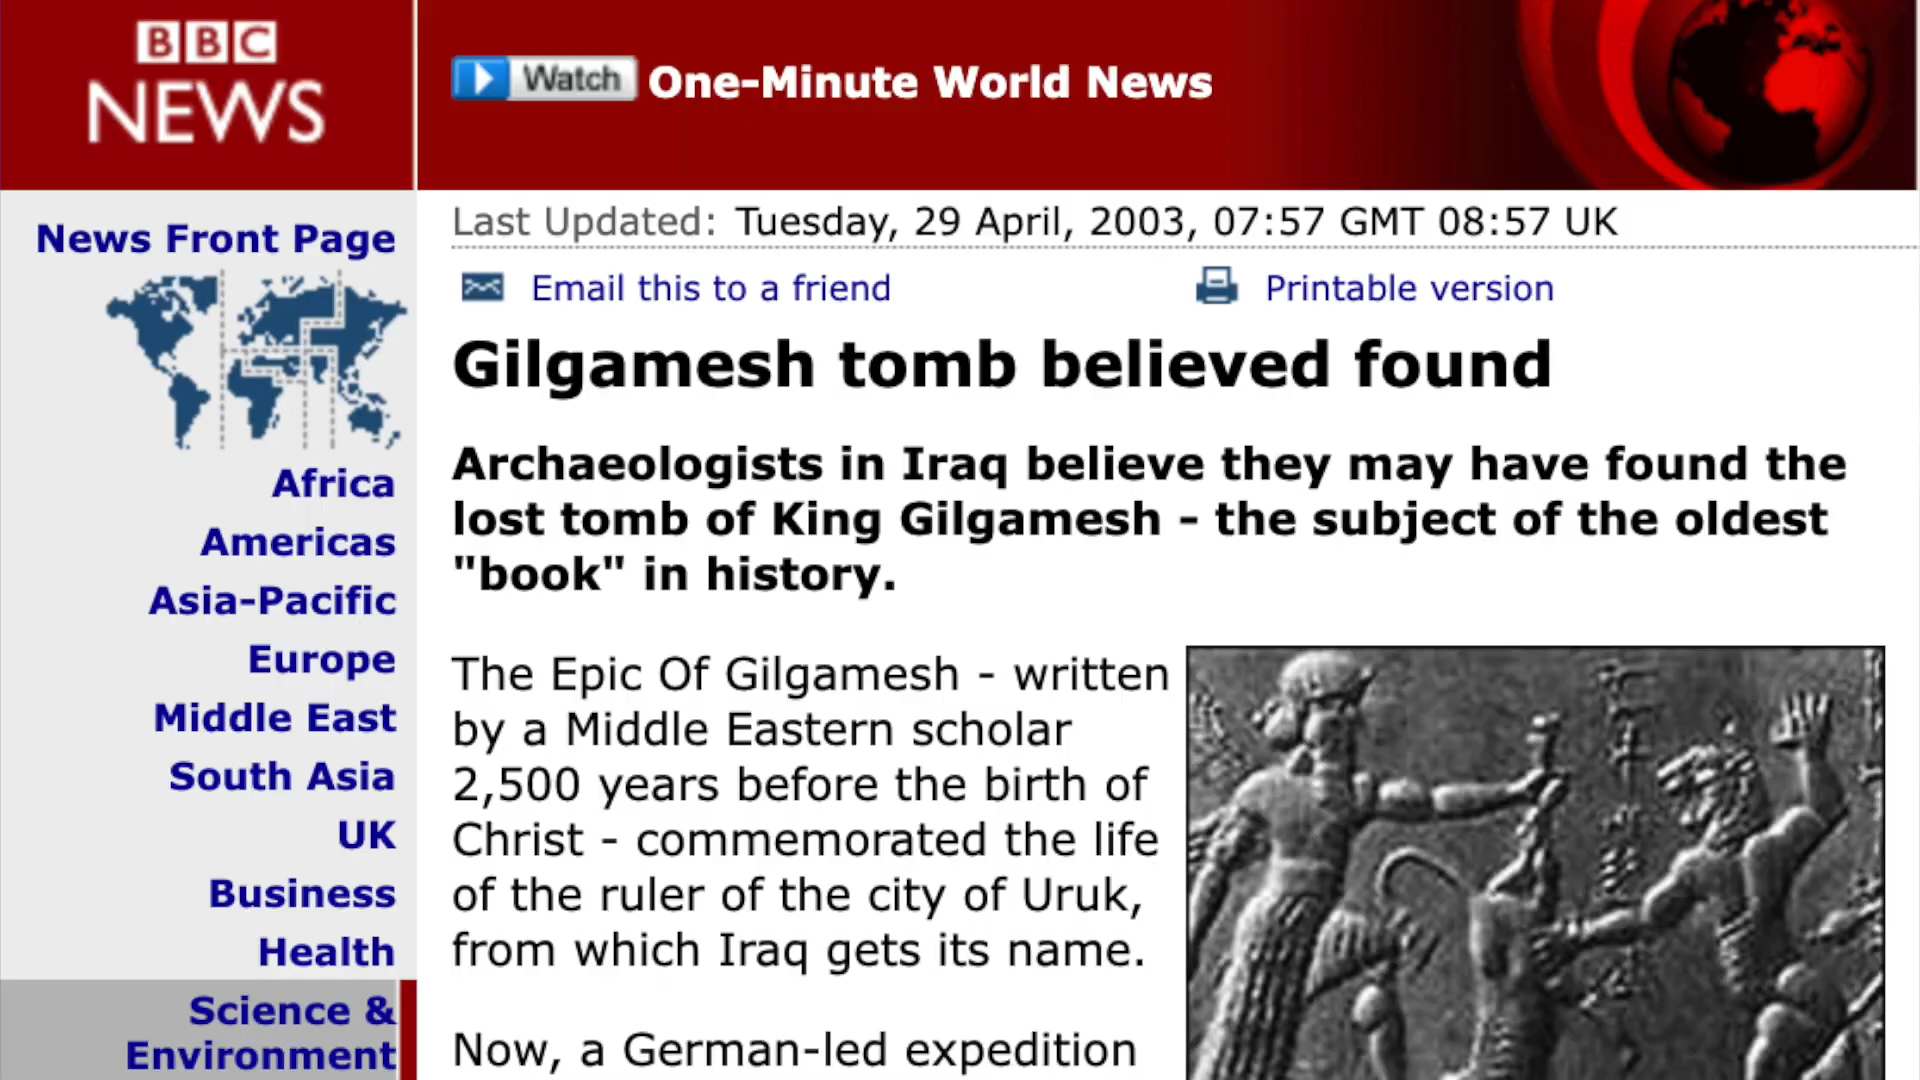 BBC
NEWS
Watch One-Minute World News
News Front Page
Africa
Americas
Asia-Pacific
Europe
Middle East
South Asia
UK
Business
Health
Science &
Environment
Last Updated: Tuesday, 29 April, 2003, 07:57 GMT 08:57 UK
Email this to a friend
Printable version
Gilgamesh tomb believed found
Archaeologists in Iraq believe they may have found the
lost tomb of King Gilgamesh - the subject of the oldest
"book" in history.
The Epic Of Gilgamesh - written
by a Middle Eastern scholar
2,500 years before the birth of
Christ - commemorated the life
of the ruler of the city of Uruk,
from which Iraq gets its name.
Now, a German-led expedition